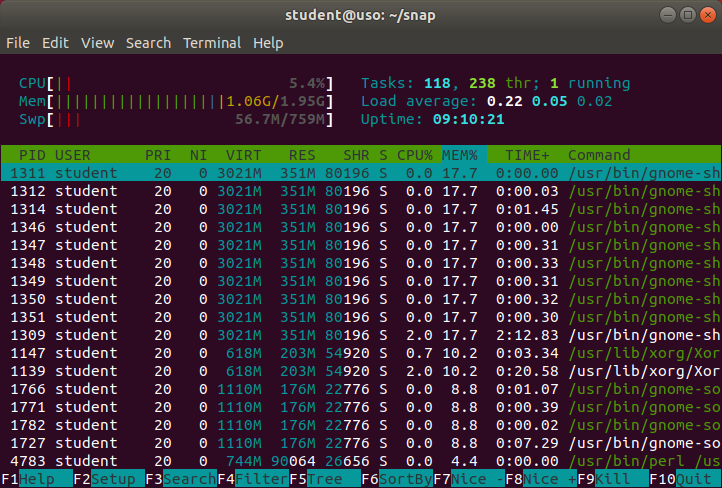 student@uso: ~/snap
File Edit View Search Terminal Help
CPU[|| 5.4%] Tasks: 118, 238 thr; 1 running
Mem[|||||||||||||||||||1.06G/1.95G] Load average: 0.22 0.05 0.02
Swp[||| 56.7M/759M] Uptime: 09:10:21
PID USER PRI NI VIRT RES SHR S CPU% MEM% TIME+ Command
1311 student 20 0 3021M 351M 80196 S 0.0 17.7 0:00.00 /usr/bin/gnome-sh
1312 student 20 0 3021M 351M 80196 S 0.0 17.7 0:00.03 /usr/bin/gnome-sh
1314 student 20 0 3021M 351M 80196 S 0.0 17.7 0:01.45 /usr/bin/gnome-sh
1346 student 20 0 3021M 351M 80196 S 0.0 17.7 0:00.00 /usr/bin/gnome-sh
1347 student 20 0 3021M 351M 80196 S 0.0 17.7 0:00.31 /usr/bin/gnome-sh
1348 student 20 0 3021M 351M 80196 S 0.0 17.7 0:00.33 /usr/bin/gnome-sh
1349 student 20 0 3021M 351M 80196 S 0.0 17.7 0:00.31 /usr/bin/gnome-sh
1350 student 20 0 3021M 351M 80196 S 0.0 17.7 0:00.32 /usr/bin/gnome-sh
1351 student 20 0 3021M 351M 80196 S 0.0 17.7 0:00.30 /usr/bin/gnome-sh
1309 student 20 0 3021M 351M 80196 S 2.0 17.7 2:12.83 /usr/bin/gnome-sh
1147 student 20 0 618M 203M 54920 S 0.7 10.2 0:03.34 /usr/lib/xorg/Xor
1139 student 20 0 618M 203M 54920 S 2.0 10.2 0:20.58 /usr/lib/xorg/Xor
1766 student 20 0 1110M 176M 22776 S 0.0 8.8 0:01.07 /usr/bin/gnome-so
1771 student 20 0 1110M 176M 22776 S 0.0 8.8 0:00.39 /usr/bin/gnome-so
1782 student 20 0 1110M 176M 22776 S 0.0 8.8 0:00.02 /usr/bin/gnome-so
1727 student 20 0 1110M 176M 22776 S 0.0 8.8 0:07.29 /usr/bin/gnome-so
4783 student 20 0 744M 90064 26656 S 0.0 4.4 0:00.00 /usr/bin/perl /us
F1Help F2Setup F3SearchF4FilterF5Tree F6SortByF7Nice -F8Nice +F9Kill F10Quit